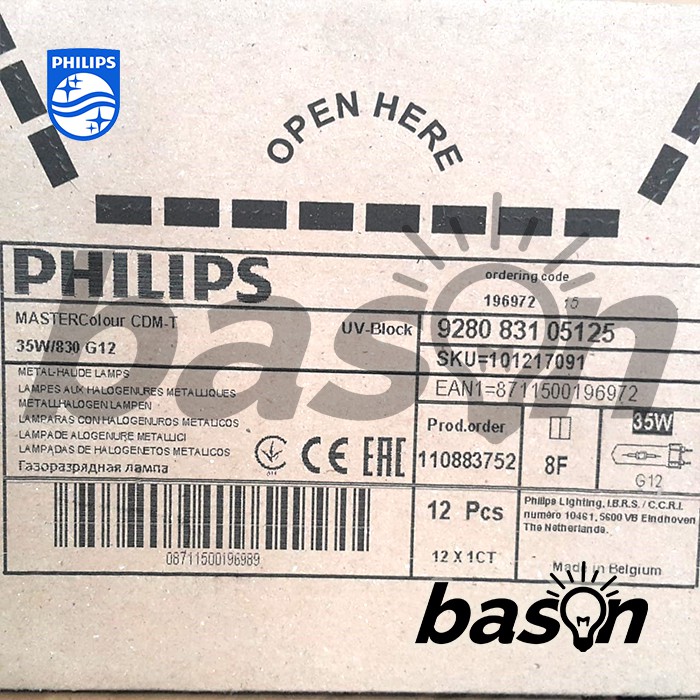 PHILIPS
OPEN HERE
PHILIPS
ordering code
196972 15
MASTERColour CDM-T
UV-Block
35W/830 G12
9280 831 05125
SKU=101217091
EAN1=8711500196972
METAL-HALIDE LAMPS
LAMPES AUX HALOGENURES METALLIQUES
METALLHALOGEN LAMPEN
LAMPARAS CON HALOGENUROS METALICOS
LAMPADE ALOGENURE METALLICI
LAMPADAS DE HALOGENETOS METALICOS
Газоразрядная лампа
CE EAC
Prod.order
110883752
8F
35W
G12
08711500196989
12 Pcs
12 X 1CT
Philips Lighting, I.B.R.S. / C.C.R.I.
numéro 10461, 5600 VB Eindhoven
The Netherlands.
Made in Belgium
bason
bason